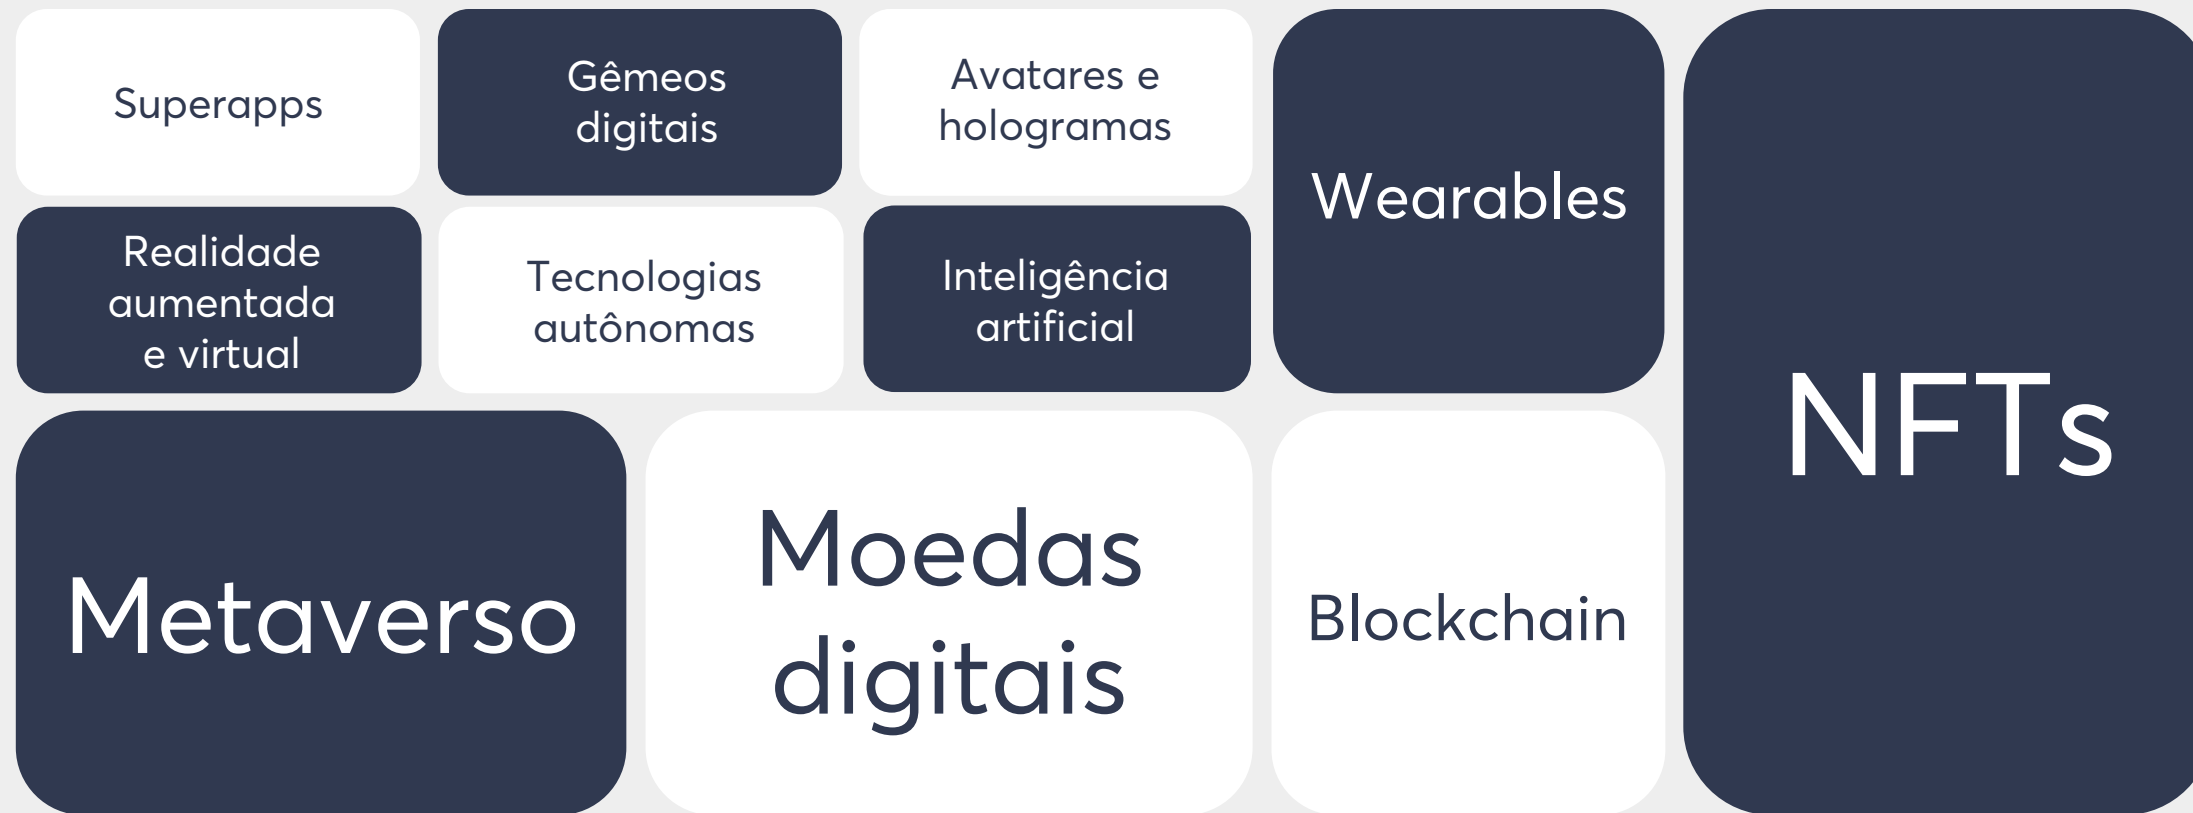 Superapps
Gêmeos
digitais
Avatares e
hologramas
Wearables
NFTs
Realidade
aumentada
e virtual
Tecnologias
autônomas
Inteligência
artificial
Metaverso
Moedas
digitais
Blockchain